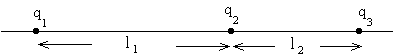 q₁ q₂ q₃
l₁ l₂